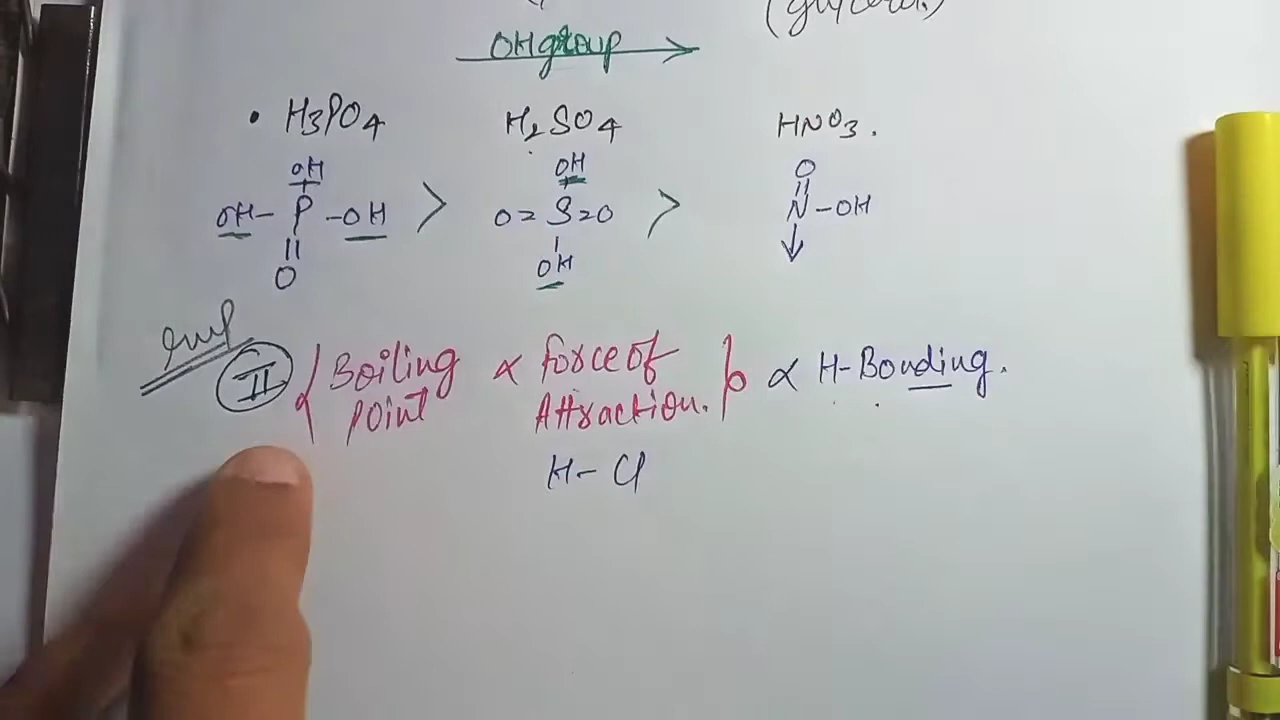 (glycerol)
OH group
• H3PO4 H2SO4 HNO3.
OH OH O
OH-P-OH > O=S=O > N-OH
O OH
Imp
II Boiling point ∝ force of Attraction. ∝ H-Bonding.
H-Cl